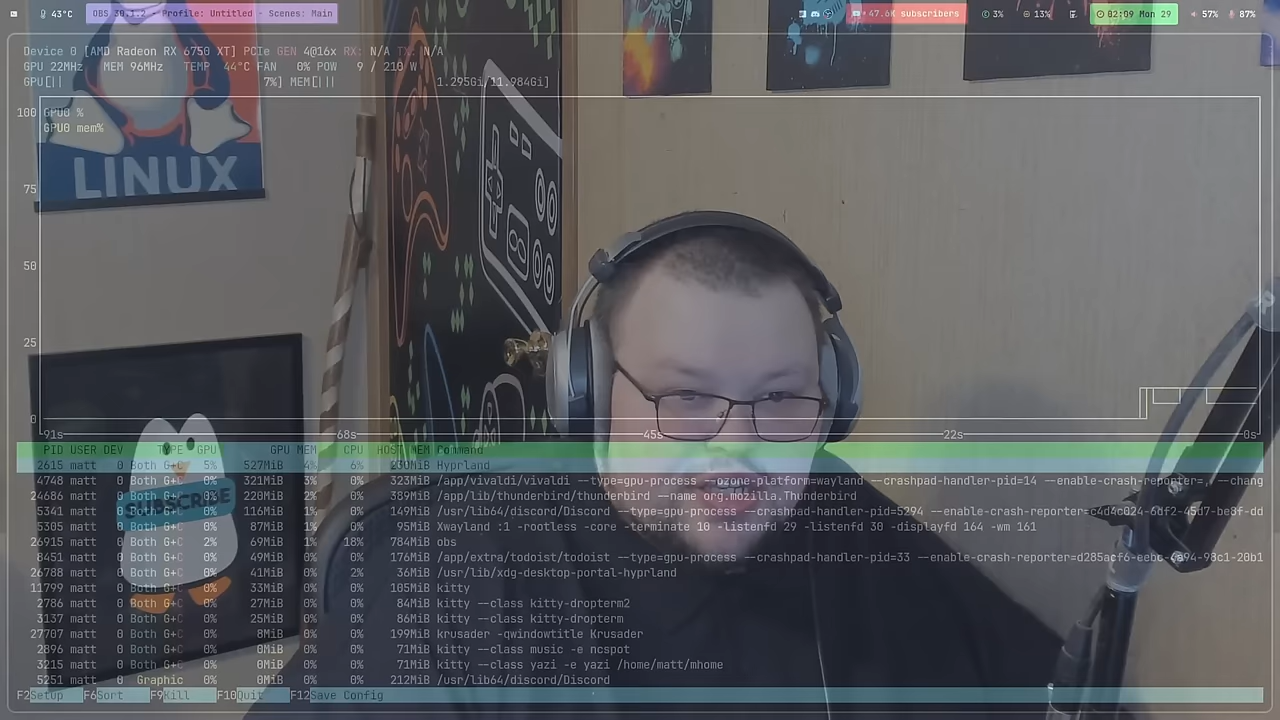 43°C OBS 30.1.2 - Profile: Untitled - Scenes: Main 47.6K subscribers 3% 13% 02:09 Mon 29 57% 87%
Device 0 [AMD Radeon RX 6750 XT] PCIe GEN 4@16x RX: N/A TX: N/A
GPU 22MHz MEM 96MHz TEMP 44°C FAN 0% POW 9 / 210 W
GPU[|| 7%] MEM[||| 1.295Gi/11.984Gi]
100 GPU0 %
GPU0 mem%
LINUX
75
50
25
0
91s 68s 45s 22s 0s
PID USER DEV TYPE GPU GPU MEM CPU HOST MEM Command
2615 matt 0 Both G+C 5% 527MiB 4% 6% 230MiB Hyprland
4748 matt 0 Both G+C 0% 321MiB 3% 0% 323MiB /app/vivaldi/vivaldi --type=gpu-process --ozone-platform=wayland --crashpad-handler-pid=14 --enable-crash-reporter=, --chang
24686 matt 0 Both G+C 0% 220MiB 2% 0% 389MiB /app/lib/thunderbird/thunderbird --name org.mozilla.Thunderbird
5341 matt 0 Both G+C 0% 116MiB 1% 0% 149MiB /usr/lib64/discord/Discord --type=gpu-process --crashpad-handler-pid=5294 --enable-crash-reporter=c4d4c024-6df2-45d7-be8f-dd
5305 matt 0 Both G+C 0% 87MiB 1% 0% 95MiB Xwayland :1 -rootless -core -terminate 10 -listenfd 29 -listenfd 30 -displayfd 164 -wm 161
26915 matt 0 Both G+C 2% 69MiB 1% 18% 784MiB obs
8451 matt 0 Both G+C 0% 49MiB 0% 0% 176MiB /app/extra/todoist/todoist --type=gpu-process --crashpad-handler-pid=33 --enable-crash-reporter=d285acf6-eebc-4a94-98c1-20b1
26788 matt 0 Both G+C 0% 41MiB 0% 2% 36MiB /usr/lib/xdg-desktop-portal-hyprland
11799 matt 0 Both G+C 0% 33MiB 0% 0% 105MiB kitty
2786 matt 0 Both G+C 0% 27MiB 0% 0% 84MiB kitty --class kitty-dropterm2
3137 matt 0 Both G+C 0% 25MiB 0% 0% 86MiB kitty --class kitty-dropterm
27707 matt 0 Both G+C 0% 8MiB 0% 0% 199MiB krusader -qwindowtitle Krusader
2896 matt 0 Both G+C 0% 0MiB 0% 0% 71MiB kitty --class music -e ncspot
3215 matt 0 Both G+C 0% 0MiB 0% 0% 71MiB kitty --class yazi -e yazi /home/matt/mhome
5251 matt 0 Graphic 0% 0MiB 0% 0% 212MiB /usr/lib64/discord/Discord
SUBSCRIBE
F2Setup F6Sort F9Kill F10Quit F12Save Config